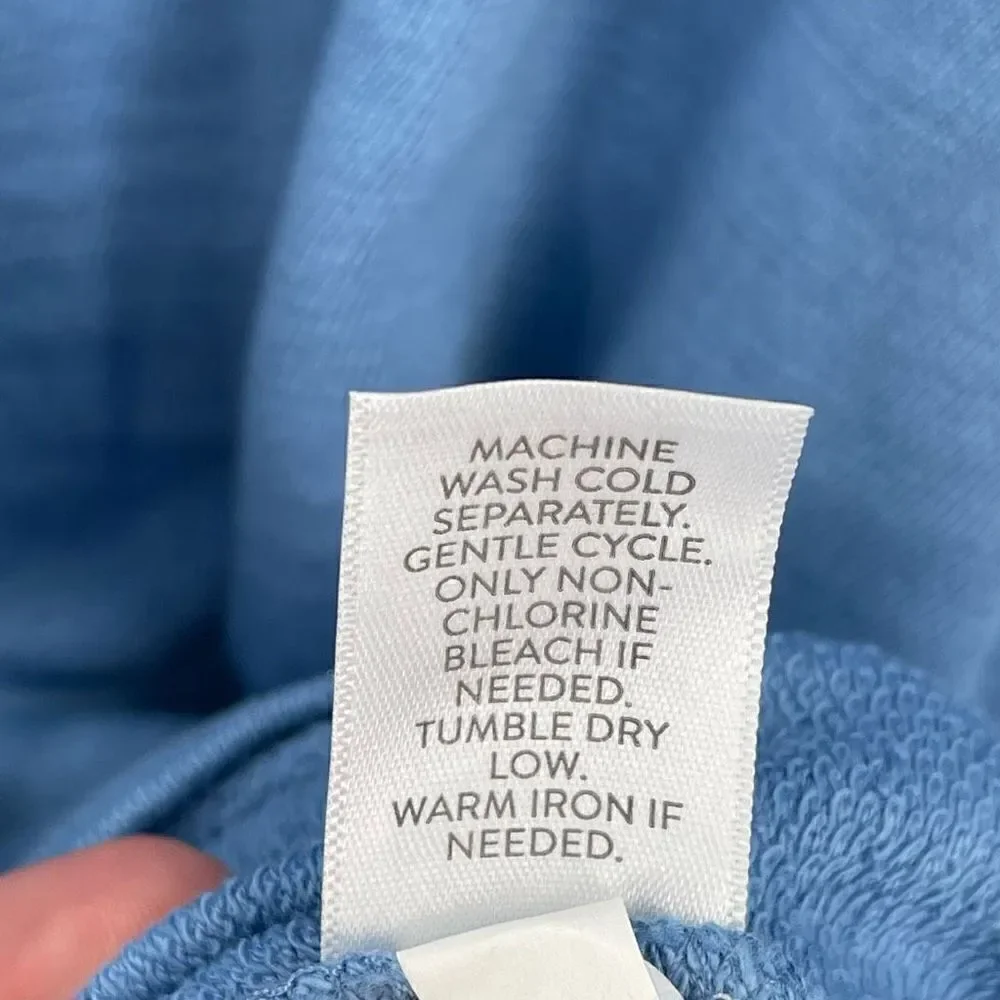 MACHINE
WASH COLD
SEPARATELY.
GENTLE CYCLE.
ONLY NON-
CHLORINE
BLEACH IF
NEEDED.
TUMBLE DRY
LOW.
WARM IRON IF
NEEDED.